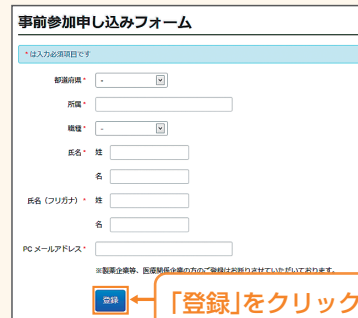 事前参加申し込みフォーム
*は入力必須項目です
都道府県* -
所属*
職種* -
氏名* 姓
名
氏名（フリガナ）* 姓
名
PCメールアドレス*
※製薬企業等、医療関係企業の方のご登録はお断りさせていただいております。
登録 「登録」をクリック